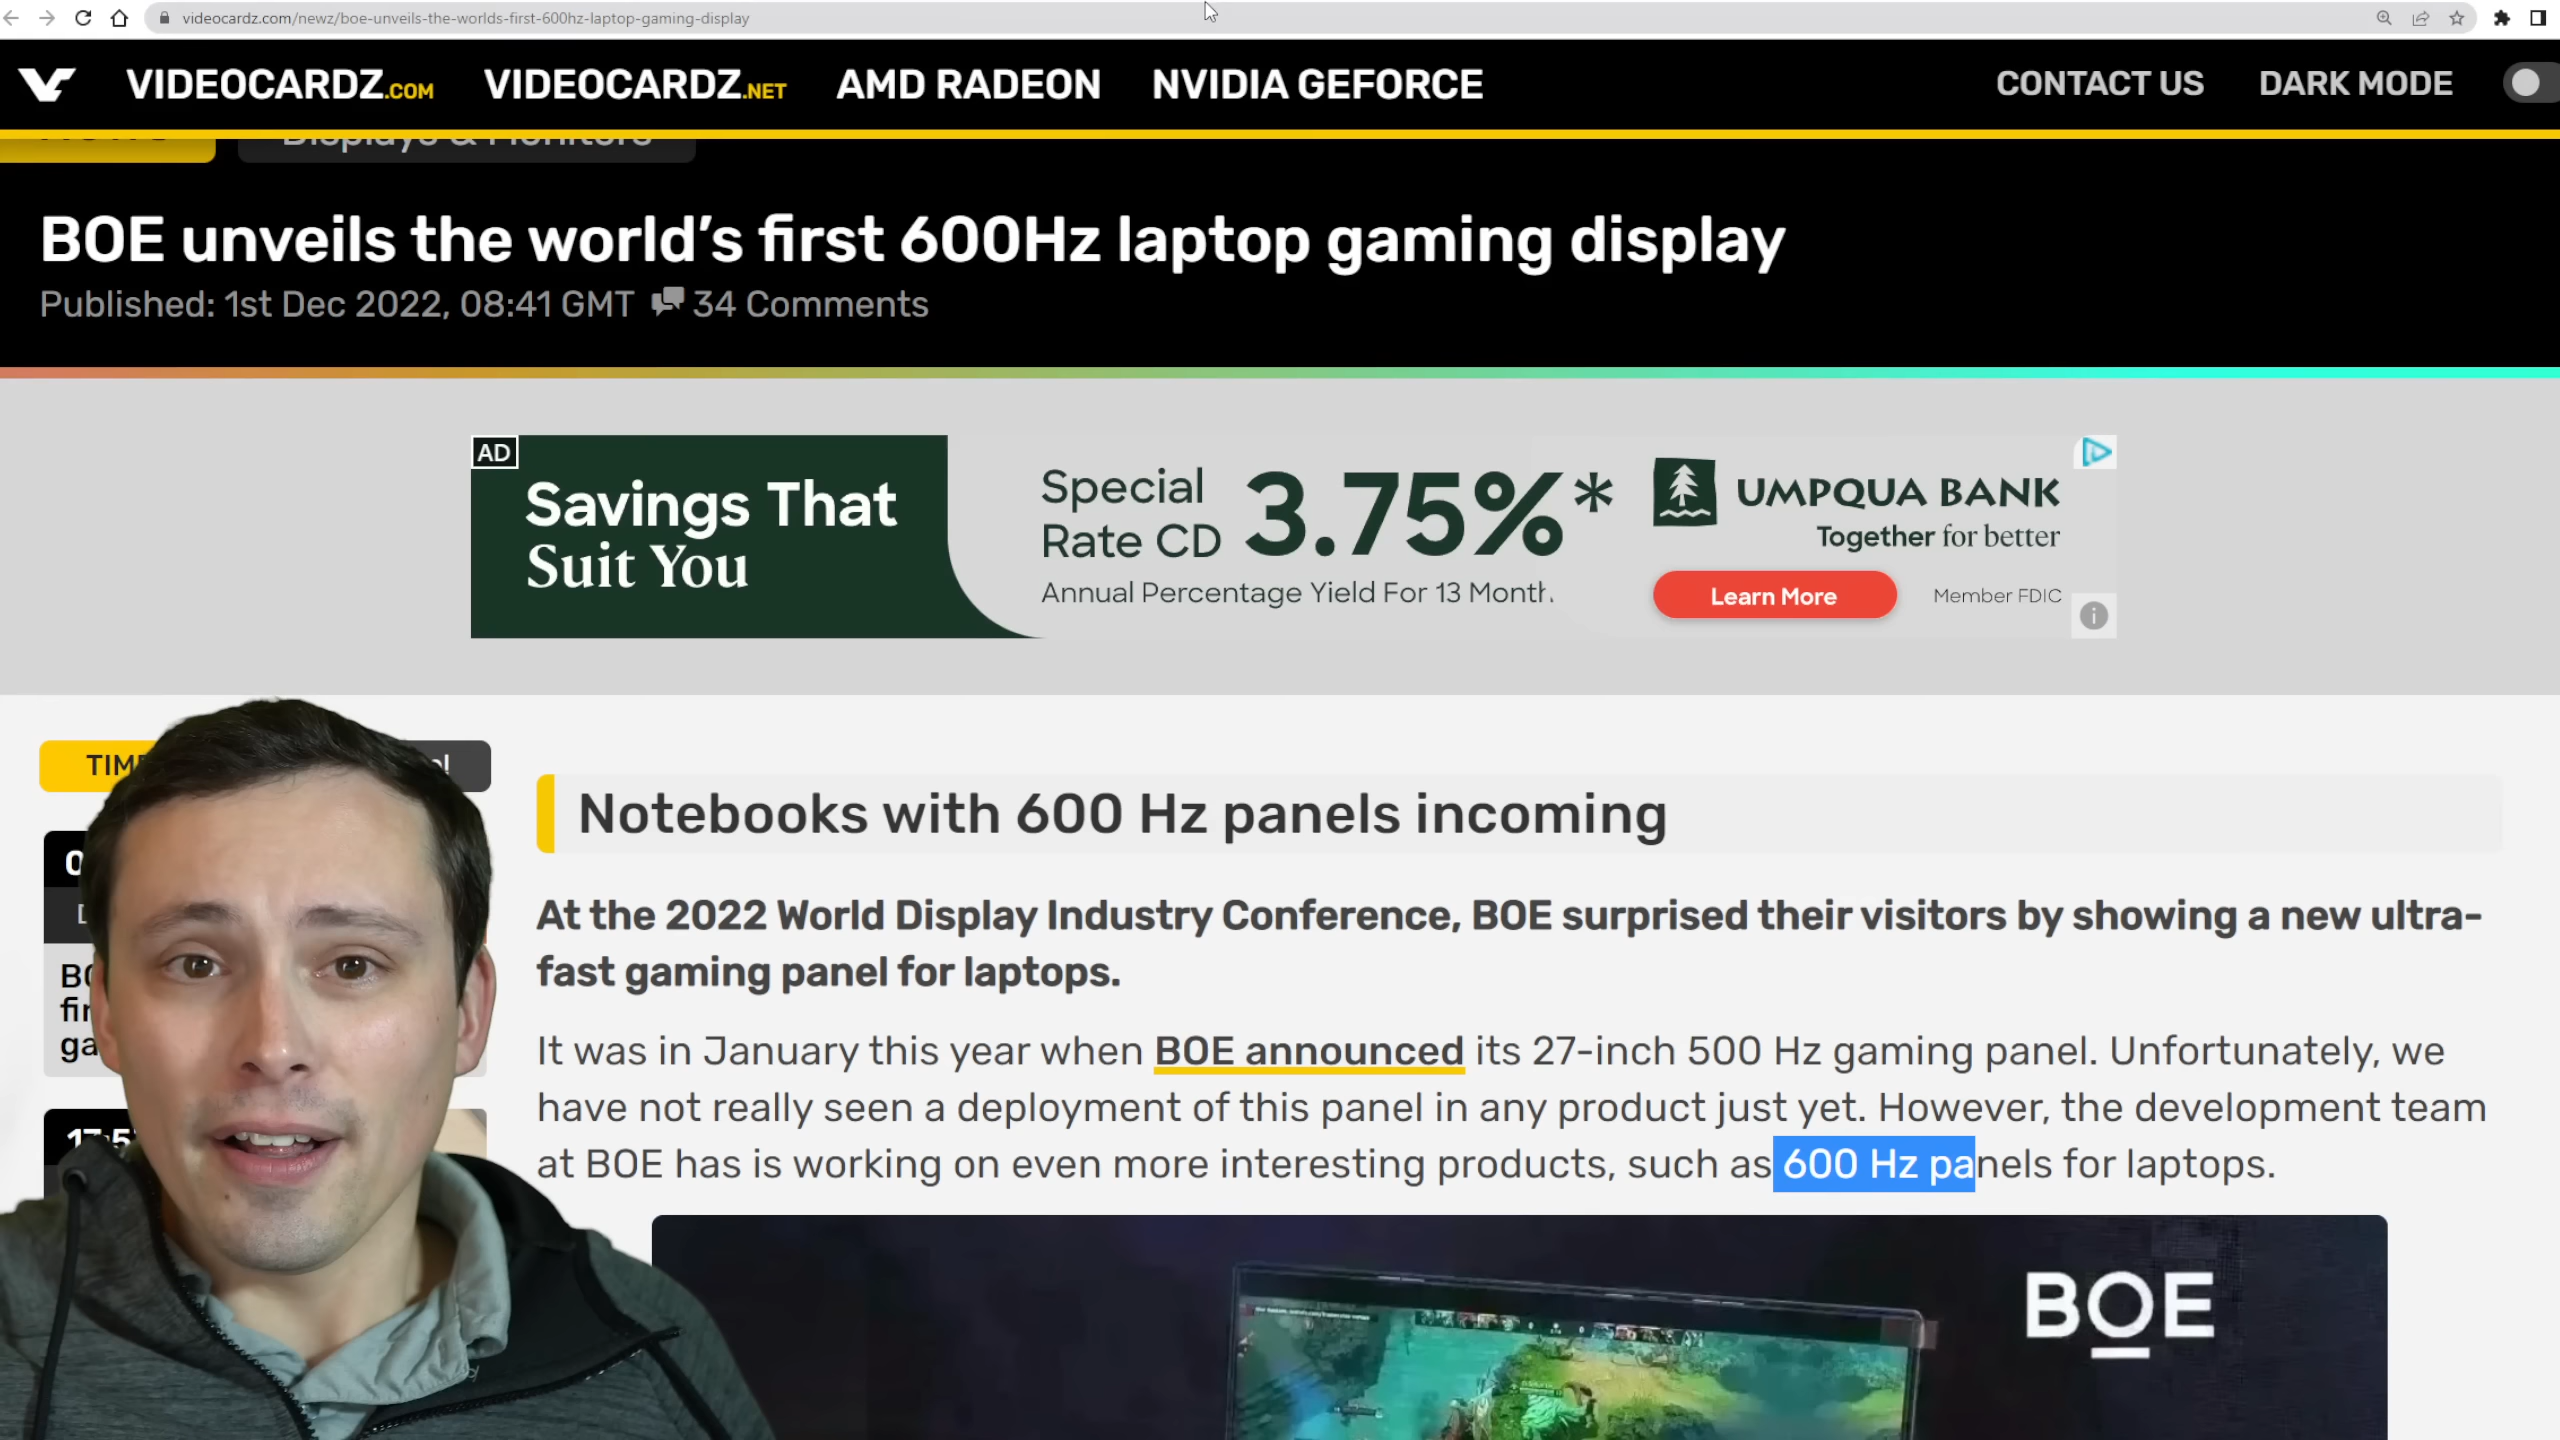 videocardz.com/newz/boe-unveils-the-worlds-first-600hz-laptop-gaming-display
VIDEOCARDZ.COM VIDEOCARDZ.NET AMD RADEON NVIDIA GEFORCE CONTACT US DARK MODE
Displays & Monitors
BOE unveils the world's first 600Hz laptop gaming display
Published: 1st Dec 2022, 08:41 GMT 34 Comments
AD
Savings That
Suit You
Special
Rate CD
3.75%*
Annual Percentage Yield For 13 Month
UMPQUA BANK
Together for better
Learn More
Member FDIC
Notebooks with 600 Hz panels incoming
At the 2022 World Display Industry Conference, BOE surprised their visitors by showing a new ultra-
fast gaming panel for laptops.
It was in January this year when BOE announced its 27-inch 500 Hz gaming panel. Unfortunately, we
have not really seen a deployment of this panel in any product just yet. However, the development team
at BOE has is working on even more interesting products, such as 600 Hz panels for laptops.
BOE